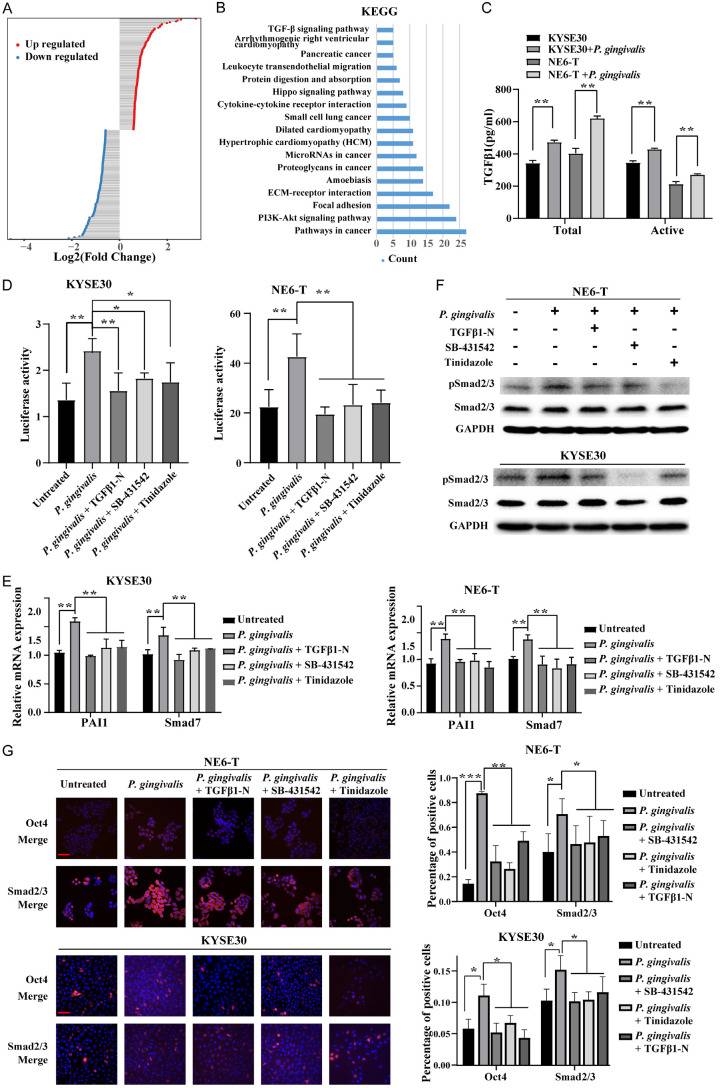 A
Up regulated
Down regulated
-4
-2
0
2
Log2(Fold Change)
B
KEGG
TGF-β signaling pathway
Arrhythmogenic right ventricular
cardiomyopathy
Pancreatic cancer
Leukocyte transendothelial migration
Protein digestion and absorption
Hippo signaling pathway
Cytokine-cytokine receptor interaction
Small cell lung cancer
Dilated cardiomyopathy
Hypertrophic cardiomyopathy (HCM)
MicroRNAs in cancer
Proteoglycans in cancer
Amoebiasis
ECM-receptor interaction
Focal adhesion
PI3K-Akt signaling pathway
Pathways in cancer
0 5 10 15 20 25
Count
C
KYSE30
KYSE30+P. gingivalis
NE6-T
NE6-T +P. gingivalis
TGFβ1(pg/ml)
800
600
400
200
0
**
**
**
**
Total
Active
D
KYSE30
Luciferase activity
3
2
1
0
**
**
*
*
Untreated
P. gingivalis
P. gingivalis + TGFβ1-N
P. gingivalis + SB-431542
P. gingivalis + Tinidazole
NE6-T
Luciferase activity
60
40
20
0
**
**
Untreated
P. gingivalis
P. gingivalis + TGFβ1-N
P. gingivalis + SB-431542
P. gingivalis + Tinidazole
F
NE6-T
P. gingivalis - + + + +
TGFβ1-N - - + - -
SB-431542 - - - + -
Tinidazole - - - - +
pSmad2/3
Smad2/3
GAPDH
KYSE30
pSmad2/3
Smad2/3
GAPDH
E
KYSE30
Relative mRNA expression
2.0
1.5
1.0
0.5
0.0
**
**
**
**
PAI1
Smad7
Untreated
P. gingivalis
P. gingivalis + TGFβ1-N
P. gingivalis + SB-431542
P. gingivalis + Tinidazole
NE6-T
Relative mRNA expression
2.0
1.5
1.0
0.5
0.0
**
**
**
**
PAI1
Smad7
Untreated
P. gingivalis
P. gingivalis + TGFβ1-N
P. gingivalis + SB-431542
P. gingivalis + Tinidazole
G
NE6-T
Untreated
P. gingivalis
P. gingivalis
+ TGFβ1-N
P. gingivalis
+ SB-431542
P. gingivalis
+ Tinidazole
Oct4
Merge
Smad2/3
Merge
KYSE30
Oct4
Merge
Smad2/3
Merge
NE6-T
Percentage of positive cells
1.0
0.8
0.6
0.4
0.2
0.0
***
**
*
*
Oct4
Smad2/3
Untreated
P. gingivalis
P. gingivalis
+ SB-431542
P. gingivalis
+ Tinidazole
P. gingivalis
+ TGFβ1-N
KYSE30
Percentage of positive cells
0.20
0.15
0.10
0.05
0.00
*
*
*
*
Oct4
Smad2/3
Untreated
P. gingivalis
P. gingivalis
+ SB-431542
P. gingivalis
+ Tinidazole
P. gingivalis
+ TGFβ1-N